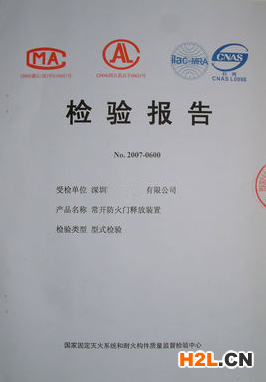 MA
AL
ilac-MRA
CNAS
CNAS L0098
检验报告
No. 2007-0600
受检单位 深圳 有限公司
产品名称 常开防火门释放装置
检验类型 型式检验
国家固定灭火系统和耐火构件质量监督检验中心
H2L.CN